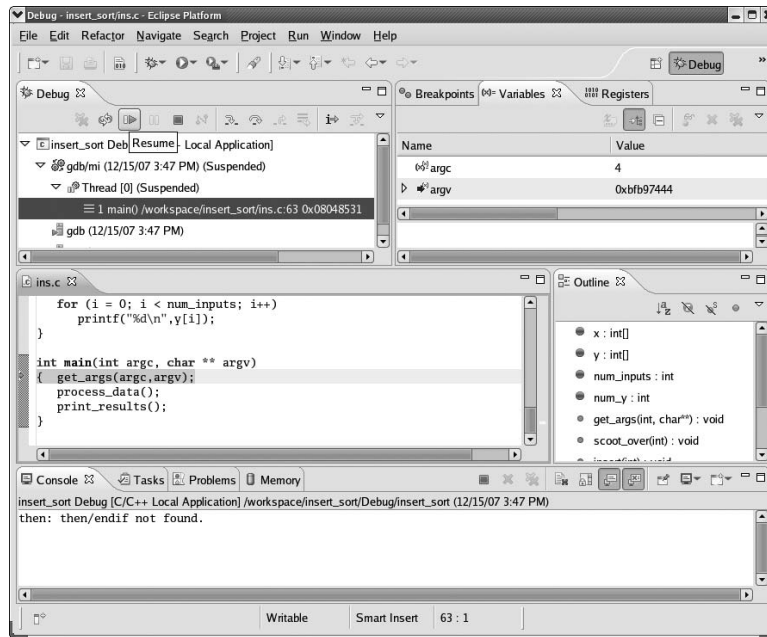 Debug - insert_sort/ins.c - Eclipse Platform
File Edit Refactor Navigate Search Project Run Window Help
Debug
»
Debug
Breakpoints (x)= Variables 1010 0101 Registers
Resume
insert_sort Deb - Local Application]
gdb/mi (12/15/07 3:47 PM) (Suspended)
Thread [0] (Suspended)
1 main() /workspace/insert_sort/ins.c:63 0x08048531
gdb (12/15/07 3:47 PM)
Name Value
argc 4
argv 0xbfb97444
ins.c
for (i = 0; i < num_inputs; i++)
printf("%d\n",y[i]);
}
int main(int argc, char ** argv)
{ get_args(argc,argv);
process_data();
print_results();
}
Outline
x : int[]
y : int[]
num_inputs : int
num_y : int
get_args(int, char**) : void
scoot_over(int) : void
Console Tasks Problems Memory
insert_sort Debug [C/C++ Local Application] /workspace/insert_sort/Debug/insert_sort (12/15/07 3:47 PM)
then: then/endif not found.
Writable Smart Insert 63 : 1